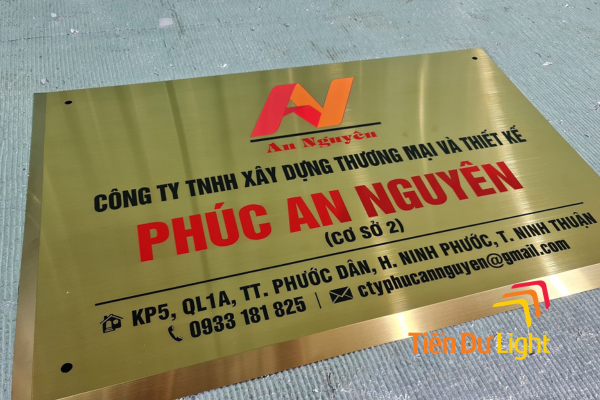 An Nguyên
CÔNG TY TNHH XÂY DỰNG THƯƠNG MẠI VÀ THIẾT KẾ
PHÚC AN NGUYÊN
(CƠ SỞ 2)
KP5, QL1A, TT. PHƯỚC DÂN, H. NINH PHƯỚC, T. NINH THUẬN
0933 181 825 | ctyphucannguyen@gmail.com
Tiến Dư Light